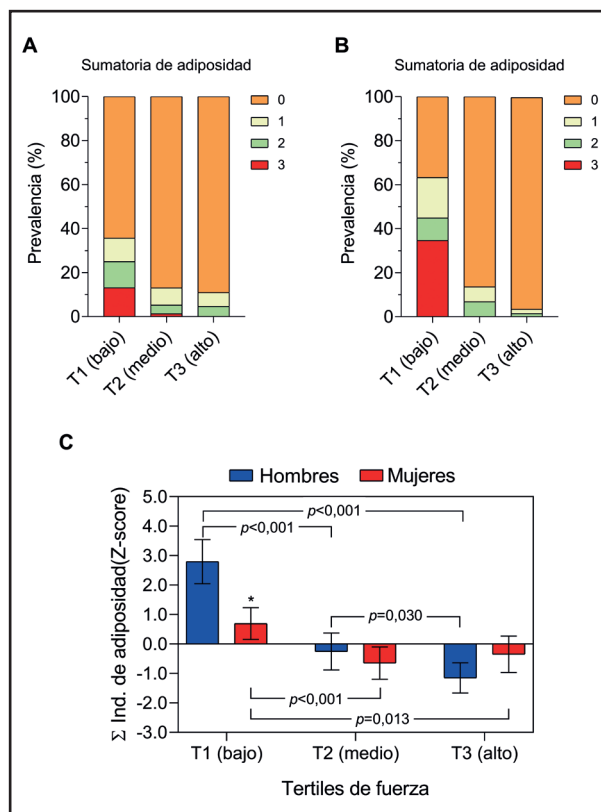 A
Sumatoria de adiposidad
Prevalencia (%)
100
80
60
40
20
0
0
1
2
3
T1 (bajo)
T2 (medio)
T3 (alto)
B
Sumatoria de adiposidad
Prevalencia (%)
100
80
60
40
20
0
0
1
2
3
T1 (bajo)
T2 (medio)
T3 (alto)
C
Hombres
Mujeres
Σ Ind. de adiposidad(Z-score)
5.0
4.0
3.0
2.0
1.0
0.0
-1.0
-2.0
-3.0
p<0,001
p<0,001
*
p=0,030
p<0,001
p=0,013
T1 (bajo) T2 (medio) T3 (alto)
Tertiles de fuerza